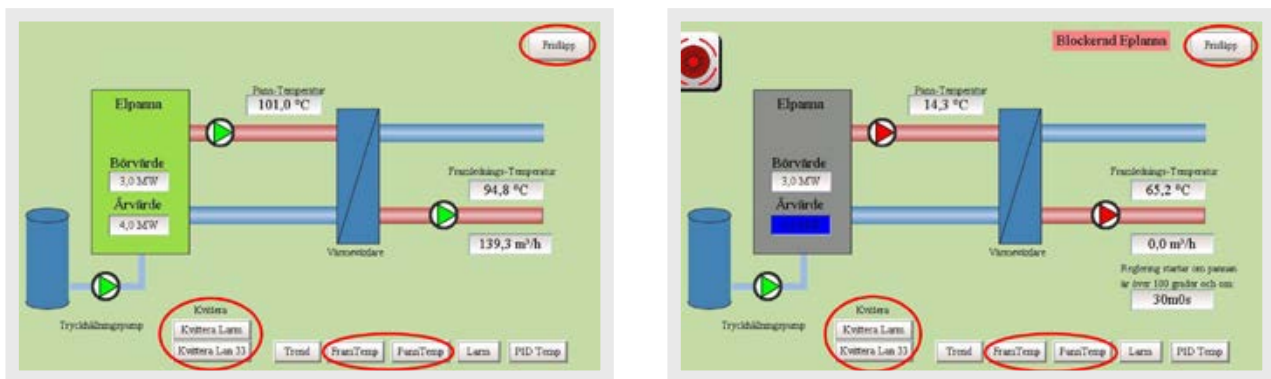 Frisläpp
Panna-Temperatur
101,0 °C
Elpanna
Börvärde
3,0 MW
Framlednings-Temperatur
94,8 °C
Ärvärde
4,0 MW
139,3 m³/h
Värmeväxlare
Tryckhållningspump
Kvittera
Kvittera Larm
Kvittera Lan 33
Trend FramTemp PannTemp Larm PID Temp
Blockerad Eplanna
Frisläpp
Panna-Temperatur
14,3 °C
Elpanna
Börvärde
3,0 MW
Framlednings-Temperatur
65,2 °C
Ärvärde
0,0 m³/h
Värmeväxlare
Reglering startar om pannan
är över 100 grader och om:
30m0s
Tryckhållningspump
Kvittera
Kvittera Larm
Kvittera Lan 33
Trend FramTemp PannTemp Larm PID Temp